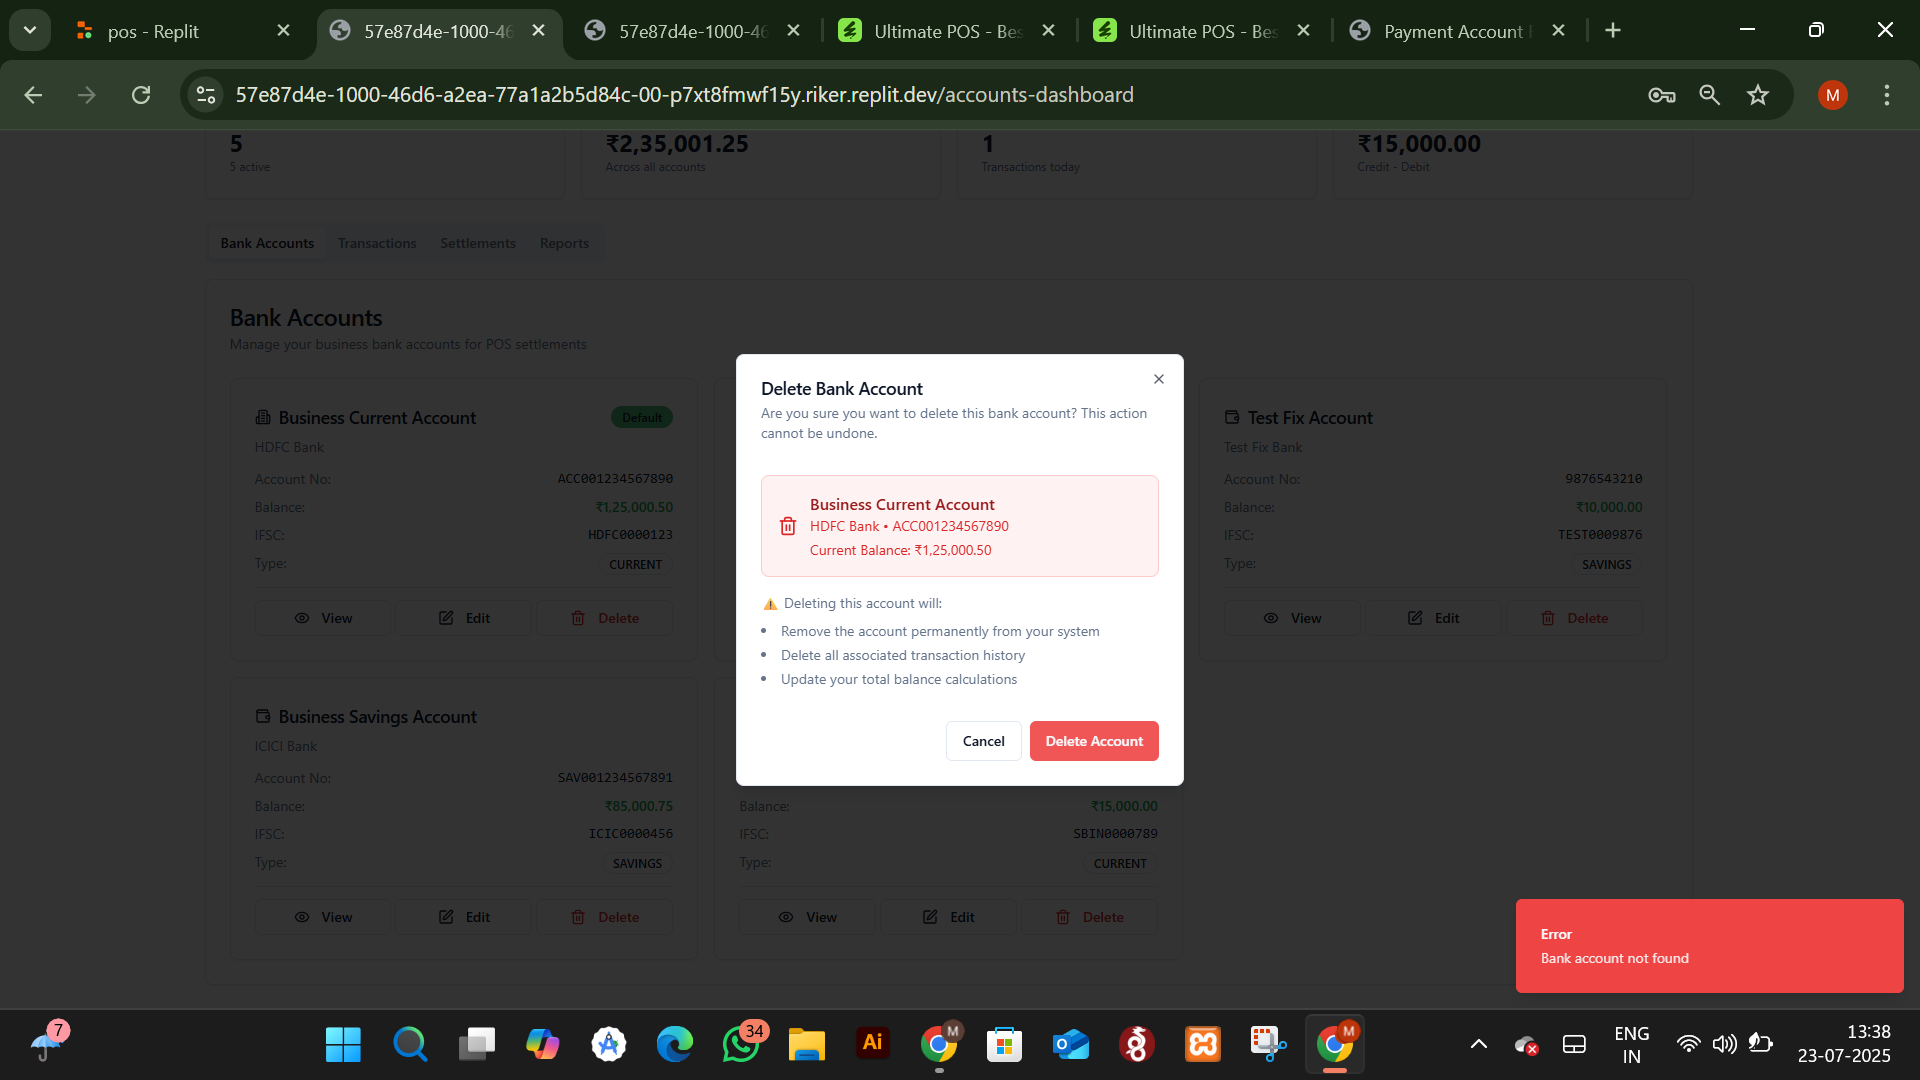 pos - Replit
57e87d4e-1000-46
57e87d4e-1000-46
Ultimate POS - Bes
Ultimate POS - Bes
Payment Account
57e87d4e-1000-46d6-a2ea-77a1a2b5d84c-00-p7xt8fmwf15y.riker.replit.dev/accounts-dashboard
M
5
5 active
₹2,35,001.25
Across all accounts
1
Transactions today
₹15,000.00
Credit - Debit
Bank Accounts
Transactions
Settlements
Reports
Bank Accounts
Manage your business bank accounts for POS settlements
Business Current Account
Default
HDFC Bank
Account No:
ACC001234567890
Balance:
₹1,25,000.50
IFSC:
HDFC0000123
Type:
CURRENT
View
Edit
Delete
Delete Bank Account
Are you sure you want to delete this bank account? This action
cannot be undone.
Business Current Account
HDFC Bank • ACC001234567890
Current Balance: ₹1,25,000.50
Deleting this account will:
• Remove the account permanently from your system
• Delete all associated transaction history
• Update your total balance calculations
Cancel
Delete Account
Test Fix Account
Test Fix Bank
Account No:
9876543210
Balance:
₹10,000.00
IFSC:
TEST0009876
Type:
SAVINGS
View
Edit
Delete
Business Savings Account
ICICI Bank
Account No:
SAV001234567891
Balance:
₹85,000.75
IFSC:
ICIC0000456
Type:
SAVINGS
View
Edit
Delete
Balance:
₹15,000.00
IFSC:
SBIN0000789
Type:
CURRENT
View
Edit
Delete
Error
Bank account not found
7
34
Ai
M
M
ENG
IN
13:38
23-07-2025